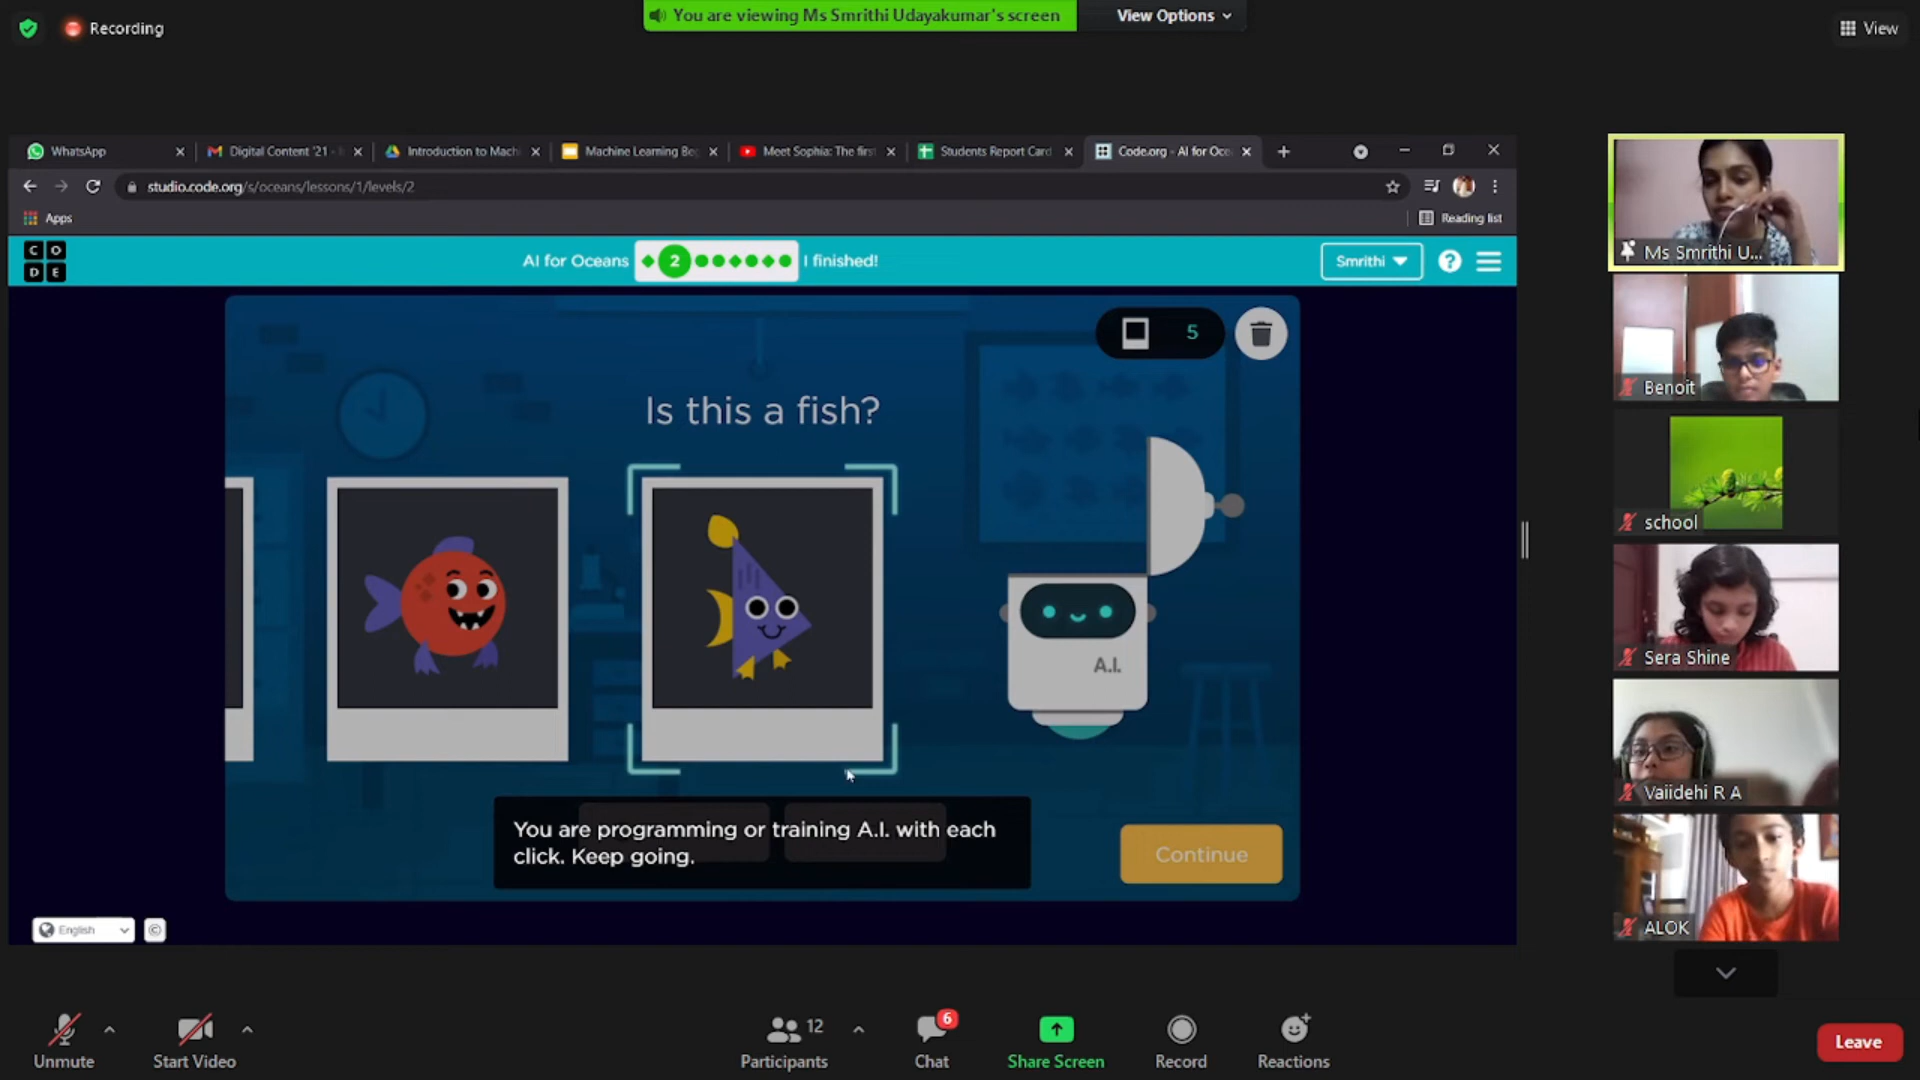 Recording
You are viewing Ms Smrithi Udayakumar's screen
View Options
View
WhatsApp
Digital Content '21 -
Introduction to Mach
Machine Learning Be
Meet Sophia: The first
Students Report Card
Code.org - AI for Oce
studio.code.org/s/oceans/lessons/1/levels/2
Apps
Reading list
CO
DE
AI for Oceans
2
I finished!
Smrithi
?
5
Is this a fish?
A.I.
You are programming or training A.I. with each
click. Keep going.
Continue
English
©
Ms Smrithi U...
Benoit
school
Sera Shine
Vaiidehi R A
ALOK
Unmute
Start Video
12
Participants
6
Chat
Share Screen
Record
Reactions
Leave